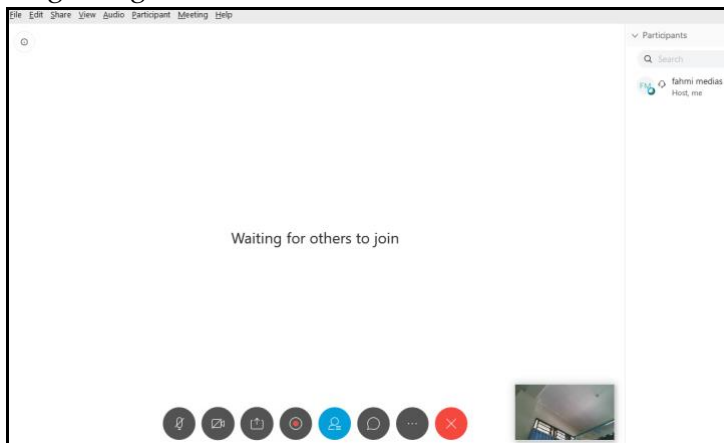 File Edit Share View Audio Participant Meeting Help
Participants
Search
FM
fahmi medias
Host, me
Waiting for others to join